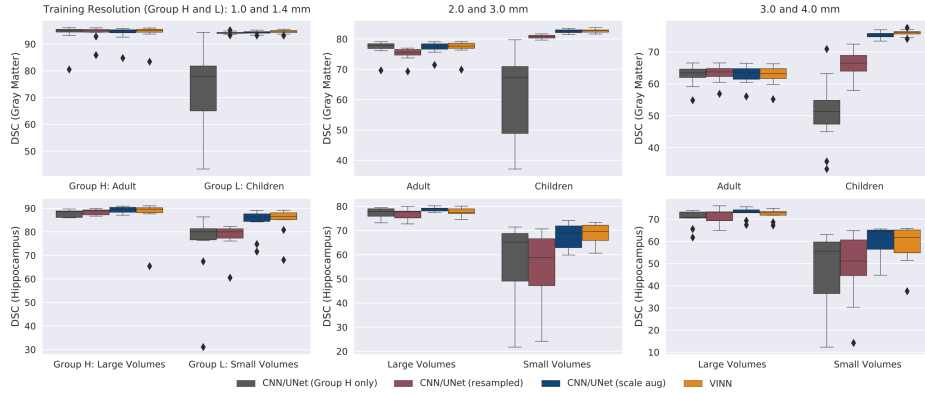 Training Resolution (Group H and L): 1.0 and 1.4 mm
2.0 and 3.0 mm
3.0 and 4.0 mm
DSC (Gray Matter)
90
80
70
60
50
Group H: Adult
Group L: Children
DSC (Gray Matter)
80
70
60
50
40
Adult
Children
DSC (Gray Matter)
70
60
50
40
Adult
Children
DSC (Hippocampus)
90
80
70
60
50
40
30
Group H: Large Volumes
Group L: Small Volumes
DSC (Hippocampus)
80
70
60
50
40
30
20
Large Volumes
Small Volumes
DSC (Hippocampus)
70
60
50
40
30
20
10
Large Volumes
Small Volumes
CNN/UNet (Group H only)
CNN/UNet (resampled)
CNN/UNet (scale aug)
VINN